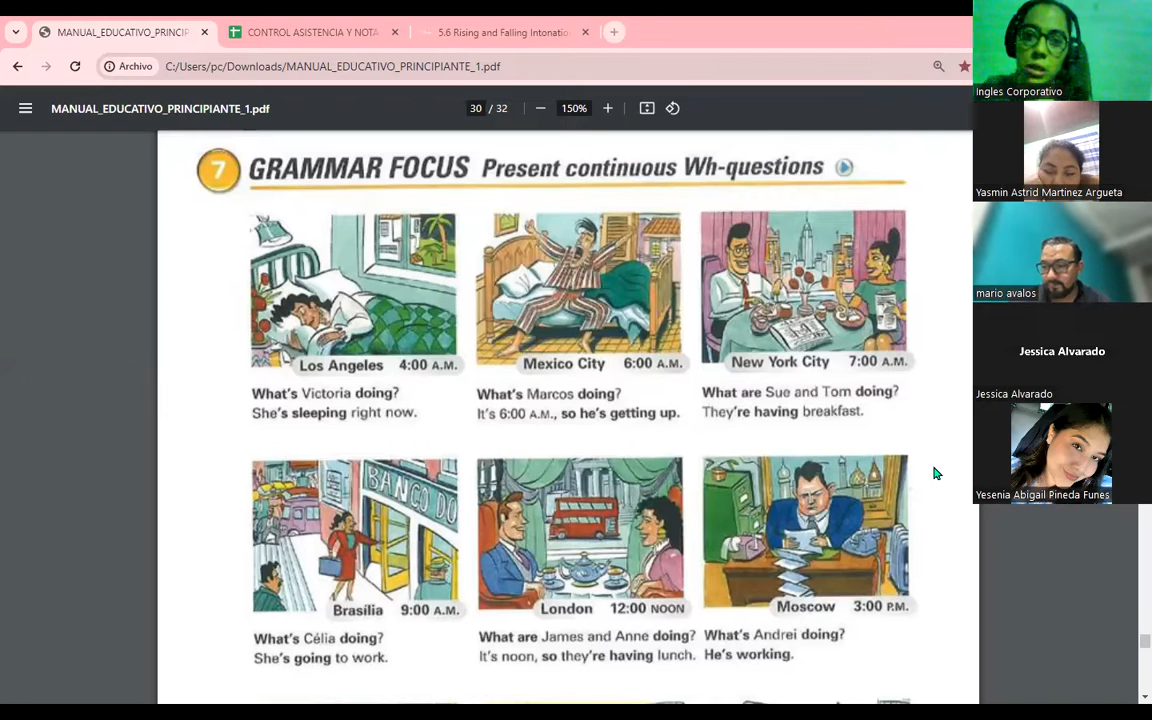 MANUAL_EDUCATIVO_PRINCIP
CONTROL ASISTENCIA Y NOTA
5.6 Rising and Falling Intonatio
Archivo
C:/Users/pc/Downloads/MANUAL_EDUCATIVO_PRINCIPIANTE_1.pdf
MANUAL_EDUCATIVO_PRINCIPIANTE_1.pdf
30 / 32
150%
Ingles Corporativo
Yasmin Astrid Martinez Argueta
mario avalos
Jessica Alvarado
Jessica Alvarado
Yesenia Abigail Pineda Funes
7 GRAMMAR FOCUS Present continuous Wh-questions
Los Angeles 4:00 A.M.
What's Victoria doing?
She's sleeping right now.
Mexico City 6:00 A.M.
What's Marcos doing?
It's 6:00 A.M., so he's getting up.
New York City 7:00 A.M.
What are Sue and Tom doing?
They're having breakfast.
BANCO DO
Brasília 9:00 A.M.
What's Célia doing?
She's going to work.
London 12:00 NOON
What are James and Anne doing?
It's noon, so they're having lunch.
Moscow 3:00 P.M.
What's Andrei doing?
He's working.